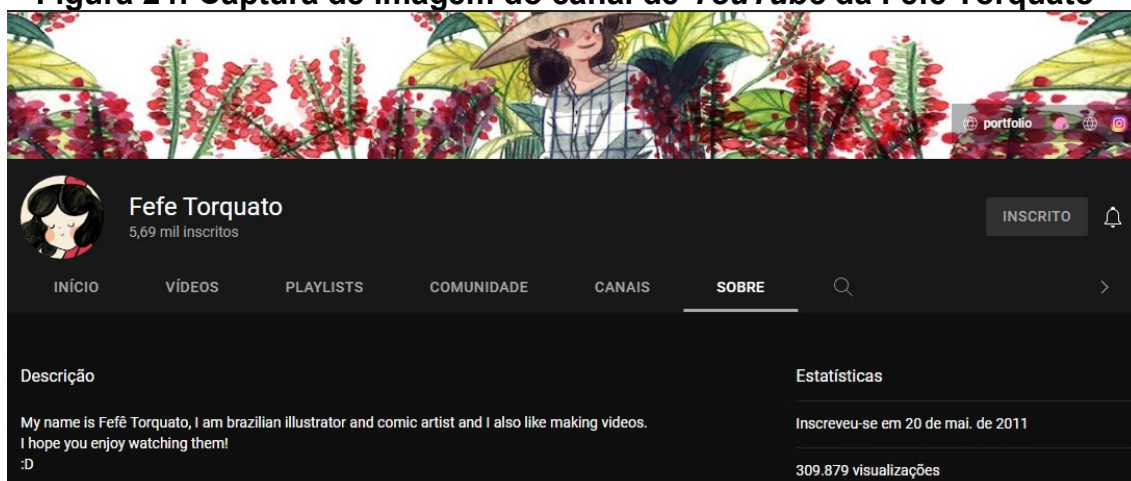 Figura 24: Captura de imagem do canal do YouTube da Fefê Torquato
portfolio
Fefe Torquato
5,69 mil inscritos
INSCRITO
INÍCIO VÍDEOS PLAYLISTS COMUNIDADE CANAIS SOBRE
Descrição
My name is Fefê Torquato, I am brazilian illustrator and comic artist and I also like making videos.
I hope you enjoy watching them!
:D
Estatísticas
Inscreveu-se em 20 de mai. de 2011
309.879 visualizações